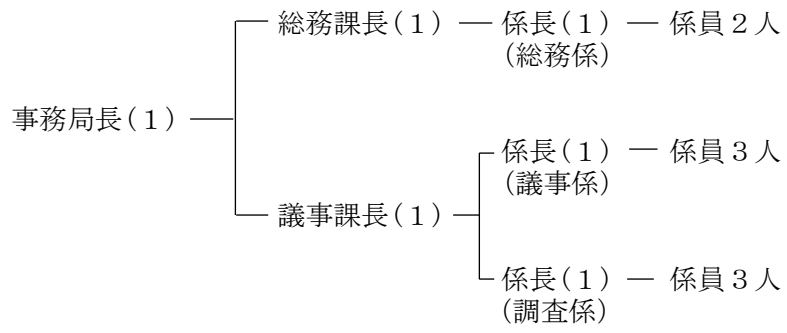 総務課長(１) ― 係長(１) ― 係員２人
(総務係)
事務局長(１)
係長(１) ― 係員３人
(議事係)
議事課長(１)
係長(１) ― 係員３人
(調査係)